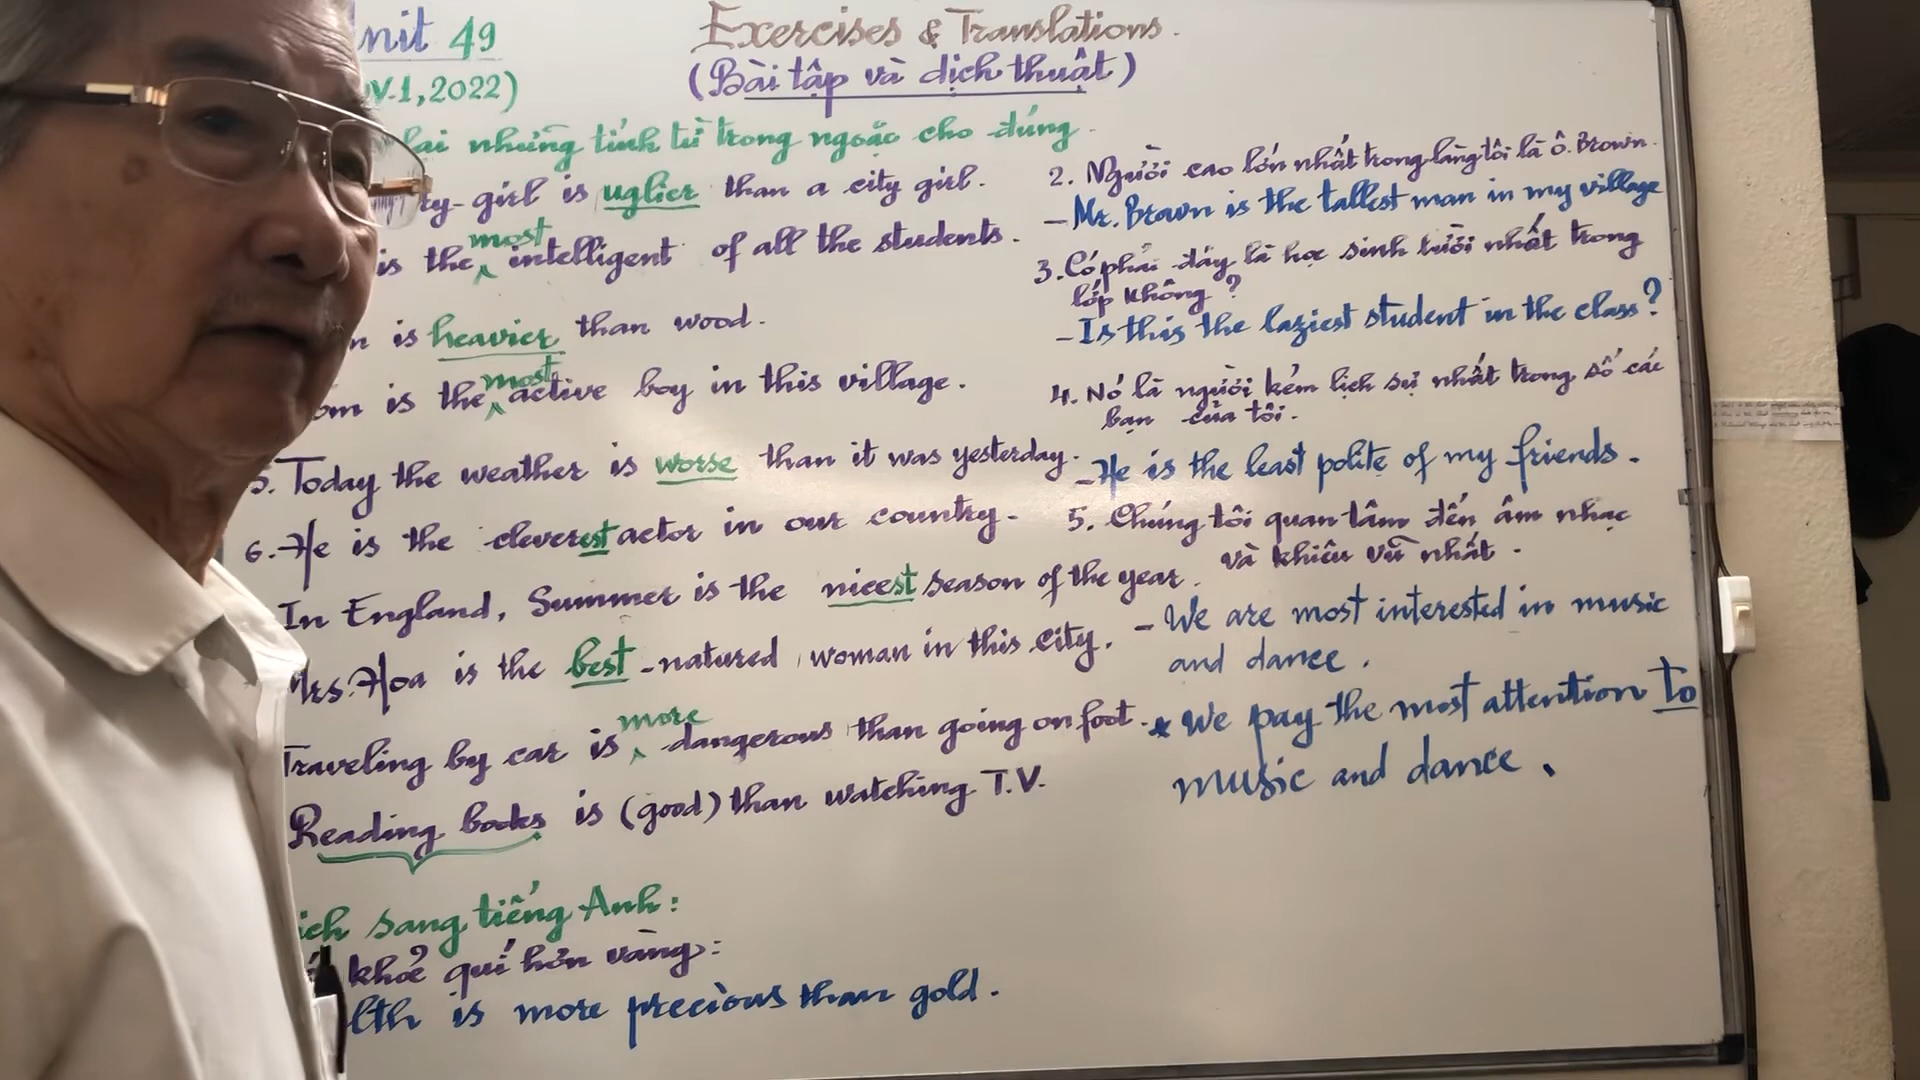 Unit 49
Exercises & Translations.
(Bài tập và dịch thuật)
V-1, 2022)
lại những tính từ trong ngoặc cho đúng.
ry-girl is uglier than a city girl.
is the most intelligent of all the students.
n is heavier than wood.
om is the most active boy in this village.
5. Today the weather is worse than it was yesterday.
6. He is the cleverest actor in our country.
In England, Summer is the nicest season of the year.
Mrs. Hoa is the best-natured woman in this city.
Traveling by car is more dangerous than going on foot.
Reading books is (good) than watching T.V.
ịch sang tiếng Anh:
khoẻ quí hơn vàng:
lth is more precious than gold.
2. Người cao lớn nhất trong làng tôi là ô. Brown.
- Mr. Brown is the tallest man in my village
3. Có phải đây là học sinh lười nhất trong
lớp không?
- Is this the laziest student in the class?
4. Nó là người kém lịch sự nhất trong số các
bạn của tôi.
- He is the least polite of my friends.
5. Chúng tôi quan tâm đến âm nhạc
và khiêu vũ nhất.
- We are most interested in music
and dance.
* We pay the most attention to
music and dance.